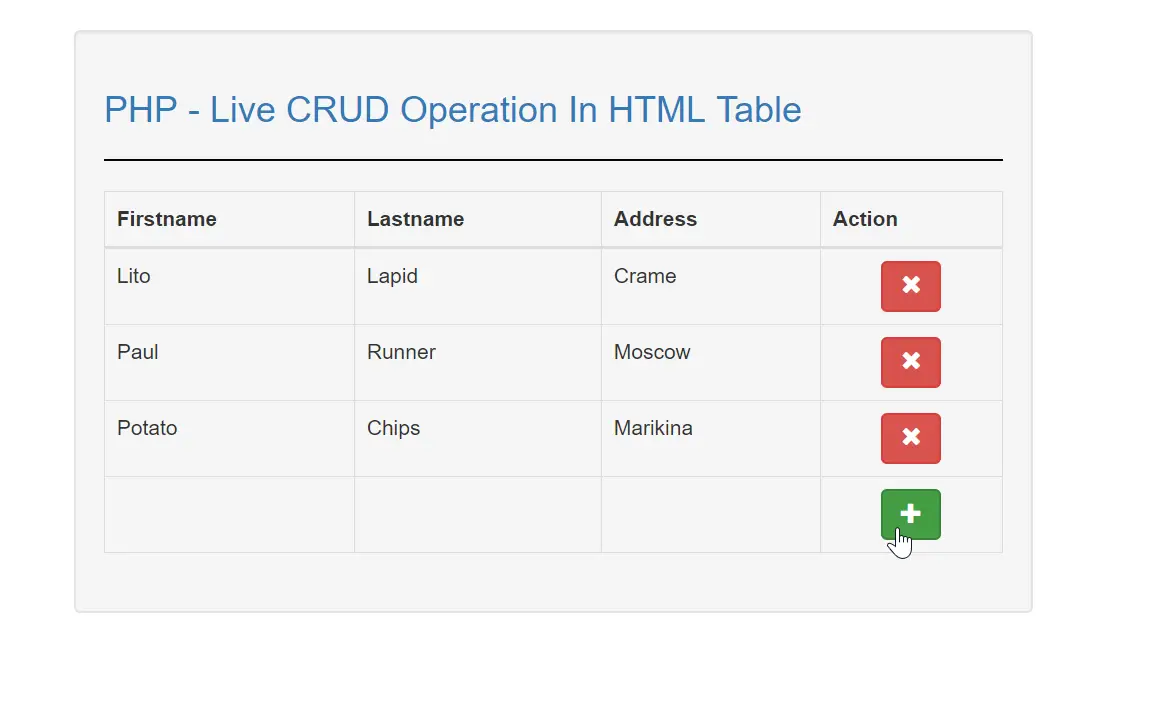 PHP - Live CRUD Operation In HTML Table
Firstname Lastname Address Action
Lito Lapid Crame
Paul Runner Moscow
Potato Chips Marikina